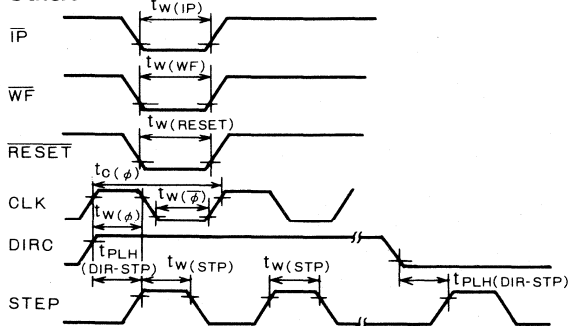 tW(IP)
IP
tW(WF)
WF
tW(RESET)
RESET
tC(φ)
tW(φ)
CLK
tW(φ)
DIRC
tPLH
(DIR-STP)
tW(STP)
tW(STP)
tPLH(DIR-STP)
STEP